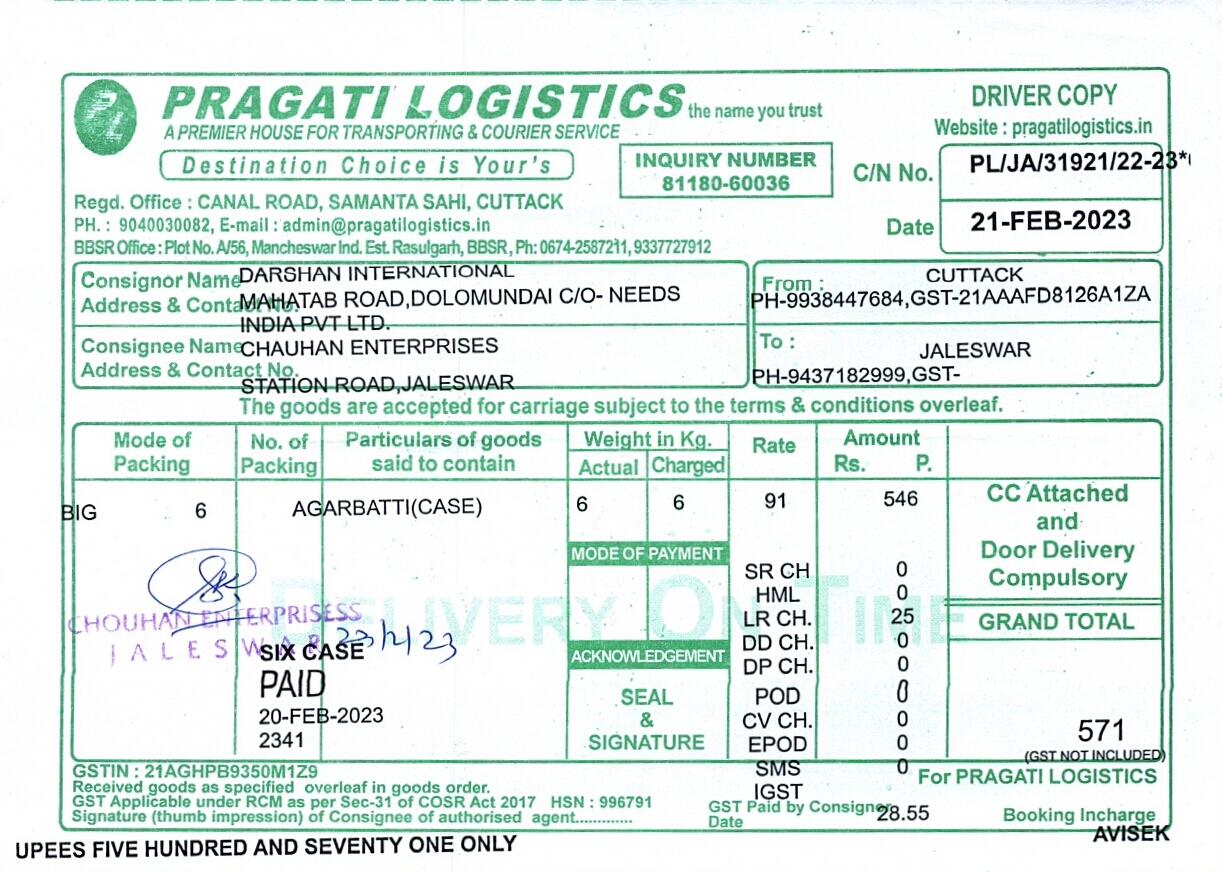 PRAGATI LOGISTICS the name you trust
A PREMIER HOUSE FOR TRANSPORTING & COURIER SERVICE
Destination Choice is Your's
INQUIRY NUMBER
81180-60036
DRIVER COPY
Website : pragatilogistics.in
C/N No. PL/JA/31921/22-23*
Date 21-FEB-2023
Regd. Office : CANAL ROAD, SAMANTA SAHI, CUTTACK
PH. : 9040030082, E-mail : admin@pragatilogistics.in
BBSR Office : Plot No. A/56, Mancheswar Ind. Est. Rasulgarh, BBSR, Ph: 0674-2587211, 9337727912
Consignor Name DARSHAN INTERNATIONAL
Address & Contact No. MAHATAB ROAD,DOLOMUNDAI C/O- NEEDS
INDIA PVT LTD.
From : CUTTACK
PH-9938447684,GST-21AAAFD8126A1ZA
Consignee Name CHAUHAN ENTERPRISES
Address & Contact No.
STATION ROAD,JALESWAR
To : JALESWAR
PH-9437182999,GST-
The goods are accepted for carriage subject to the terms & conditions overleaf.
Mode of Packing No. of Packing Particulars of goods said to contain Weight in Kg. Actual Charged Rate Amount Rs. P.
BIG 6 AGARBATTI(CASE) 6 6 91 546
CC Attached
and
Door Delivery
Compulsory
MODE OF PAYMENT
DELIVERY ON TIME
SR CH 0
HML 0
LR CH. 25
DD CH. 0
DP CH. 0
POD 0
CV CH. 0
EPOD 0
SMS 0
IGST
GRAND TOTAL
571
(GST NOT INCLUDED)
CHOUHAN ENTERPRISESS
JALESWAR
23/2/23
SIX CASE
PAID
20-FEB-2023
2341
ACKNOWLEDGEMENT
SEAL
&
SIGNATURE
GSTIN : 21AGHPB9350M1Z9
Received goods as specified overleaf in goods order.
GST Applicable under RCM as per Sec-31 of COSR Act 2017 HSN : 996791
Signature (thumb impression) of Consignee of authorised agent............
GST Paid by Consignor
Date
28.55
For PRAGATI LOGISTICS
Booking Incharge
AVISEK
UPEES FIVE HUNDRED AND SEVENTY ONE ONLY